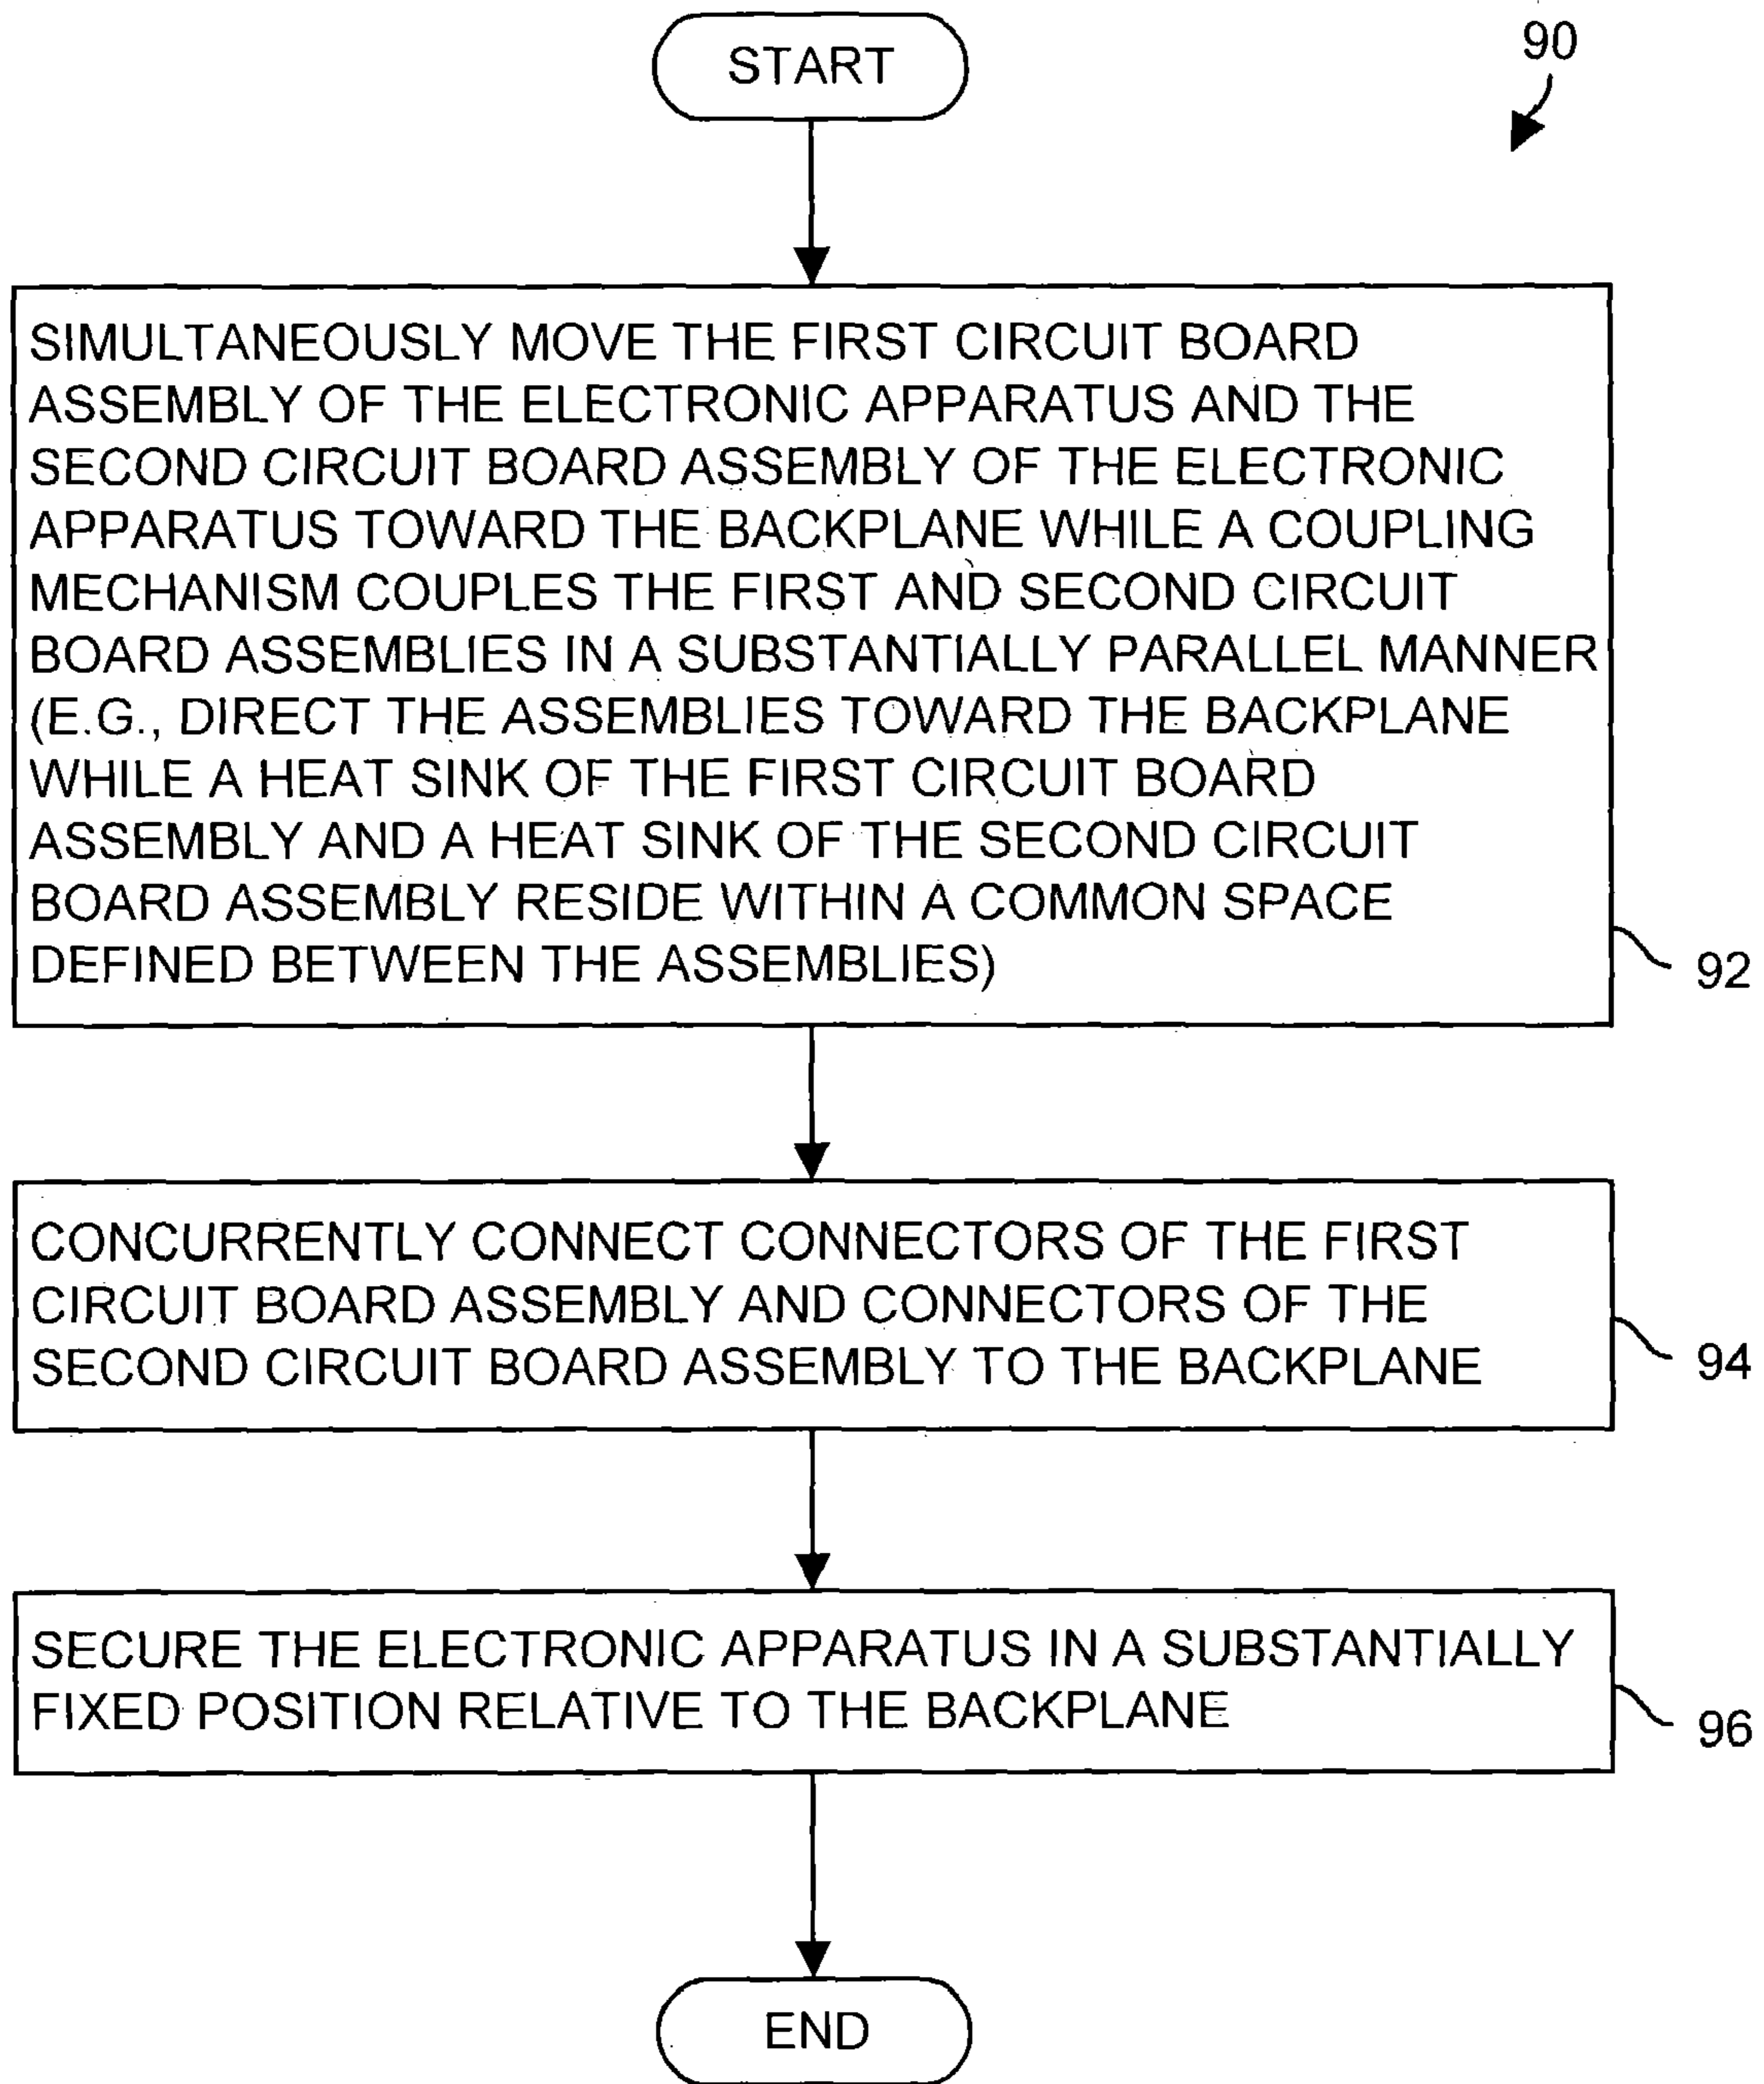 START
90
SIMULTANEOUSLY MOVE THE FIRST CIRCUIT BOARD
ASSEMBLY OF THE ELECTRONIC APPARATUS AND THE
SECOND CIRCUIT BOARD ASSEMBLY OF THE ELECTRONIC
APPARATUS TOWARD THE BACKPLANE WHILE A COUPLING
MECHANISM COUPLES THE FIRST AND SECOND CIRCUIT
BOARD ASSEMBLIES IN A SUBSTANTIALLY PARALLEL MANNER
(E.G., DIRECT THE ASSEMBLIES TOWARD THE BACKPLANE
WHILE A HEAT SINK OF THE FIRST CIRCUIT BOARD
ASSEMBLY AND A HEAT SINK OF THE SECOND CIRCUIT
BOARD ASSEMBLY RESIDE WITHIN A COMMON SPACE
DEFINED BETWEEN THE ASSEMBLIES)
92
CONCURRENTLY CONNECT CONNECTORS OF THE FIRST
CIRCUIT BOARD ASSEMBLY AND CONNECTORS OF THE
SECOND CIRCUIT BOARD ASSEMBLY TO THE BACKPLANE
94
SECURE THE ELECTRONIC APPARATUS IN A SUBSTANTIALLY
FIXED POSITION RELATIVE TO THE BACKPLANE
96
END